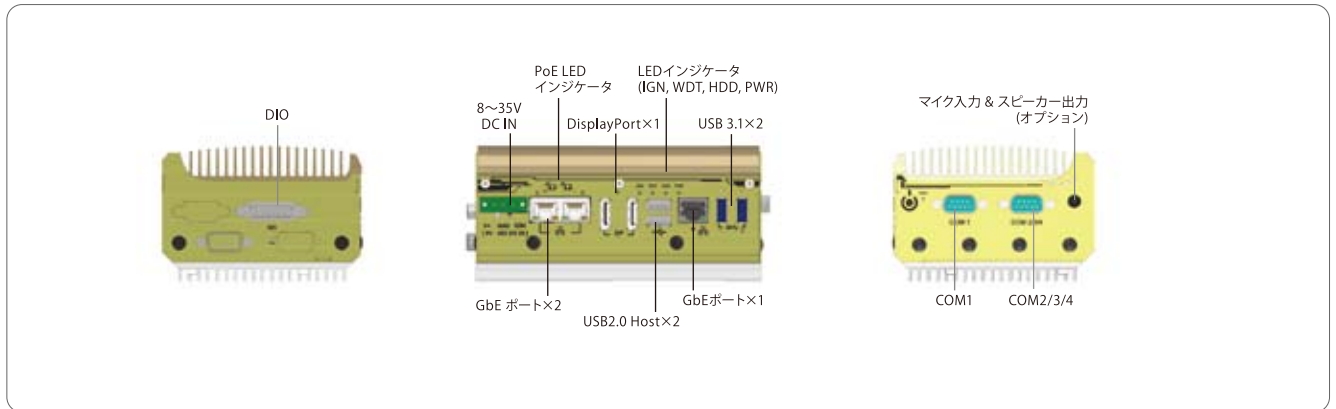 DIO
PoE LED
インジケータ
LEDインジケータ
(IGN, WDT, HDD, PWR)
8〜35V
DC IN
DisplayPort×1
USB 3.1×2
GbE ポート×2
USB2.0 Host×2
GbEポート×1
マイク入力 & スピーカー出力
(オプション)
COM 1
COM1
COM2/3/4